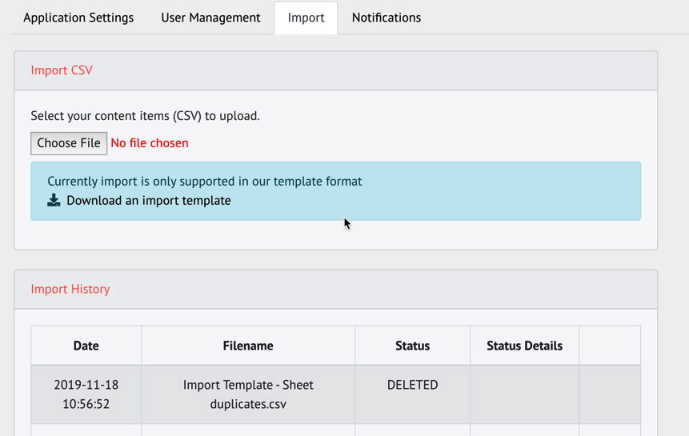 Application Settings User Management Import Notifications
Import CSV
Select your content items (CSV) to upload.
Choose File No file chosen
Currently import is only supported in our template format
Download an import template
Import History
Date Filename Status Status Details
2019-11-18 Import Template - Sheet DELETED
10:56:52 duplicates.csv